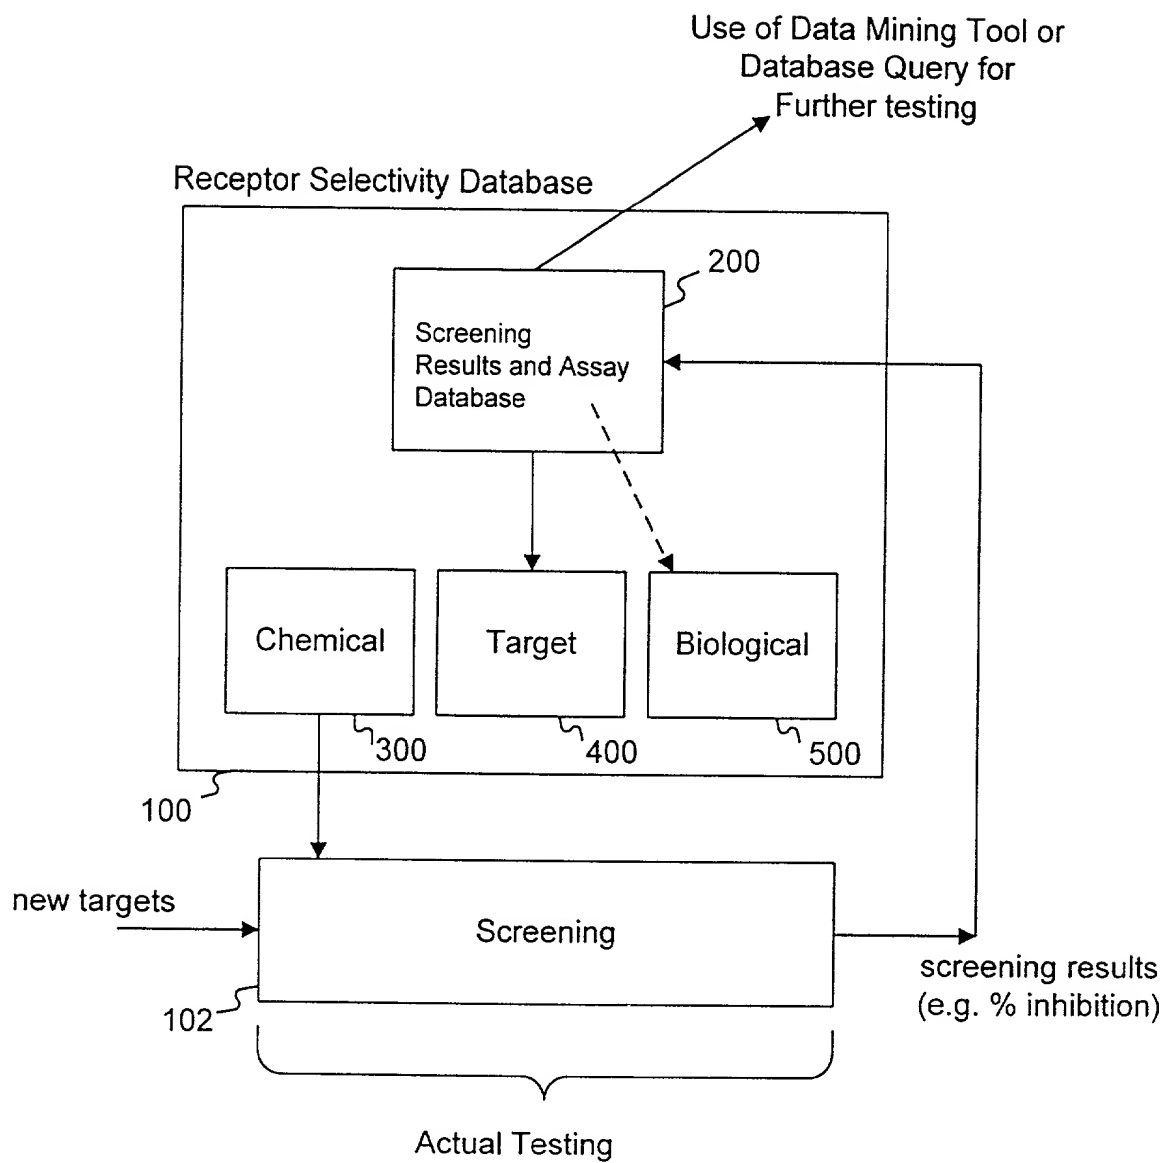 Use of Data Mining Tool or
Database Query for
Further testing
Receptor Selectivity Database
200
Screening
Results and Assay
Database
Chemical
Target
Biological
300
400
500
100
new targets
Screening
screening results
(e.g. % inhibition)
102
Actual Testing